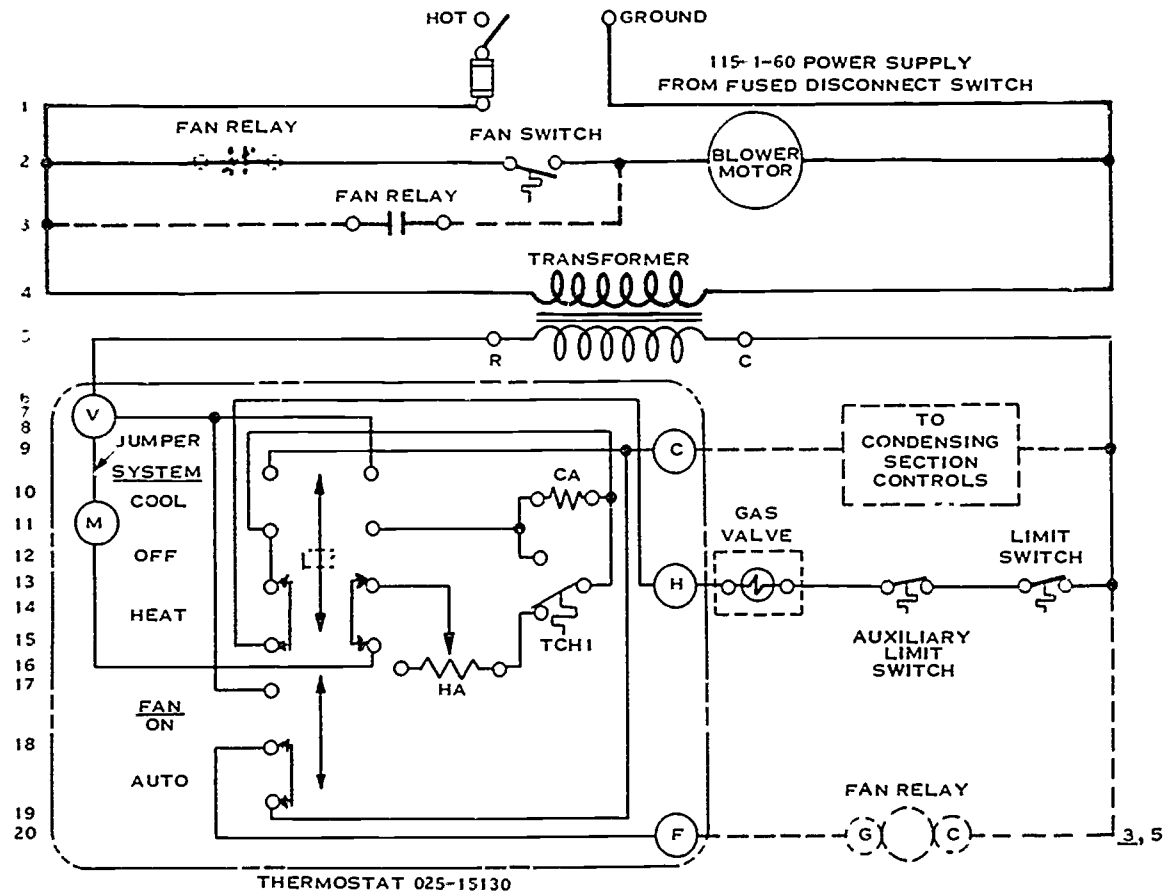 HOT
GROUND
115-1-60 POWER SUPPLY
FROM FUSED DISCONNECT SWITCH
1
FAN RELAY
FAN SWITCH
2
BLOWER
MOTOR
FAN RELAY
3
TRANSFORMER
4
R
C
6
7
8
9
V
JUMPER
SYSTEM
COOL
C
TO
CONDENSING
SECTION
CONTROLS
10
CA
11
M
GAS
VALVE
12
OFF
LIMIT
SWITCH
13
H
14
HEAT
TCH1
15
AUXILIARY
LIMIT
SWITCH
16
HA
17
FAN
ON
18
AUTO
19
FAN RELAY
20
F
G
C
3, 5
THERMOSTAT 025-15130